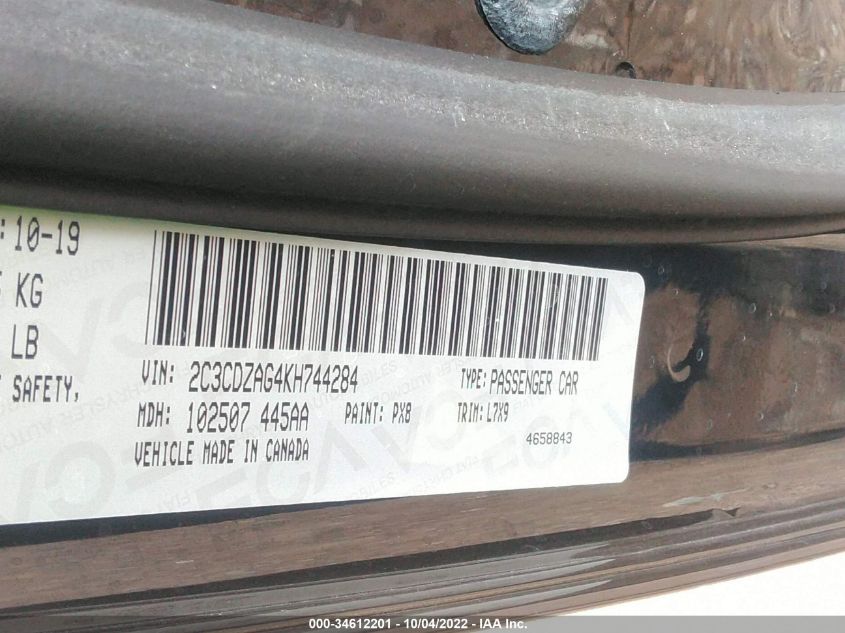 : 10-19
KG
LB
SAFETY,
VIN: 2C3CDZAG4KH744284
TYPE: PASSENGER CAR
MDH: 102507 445AA
PAINT: PX8
TRIM: L7X9
VEHICLE MADE IN CANADA
4658843
000-34612201 - 10/04/2022 - IAA Inc.